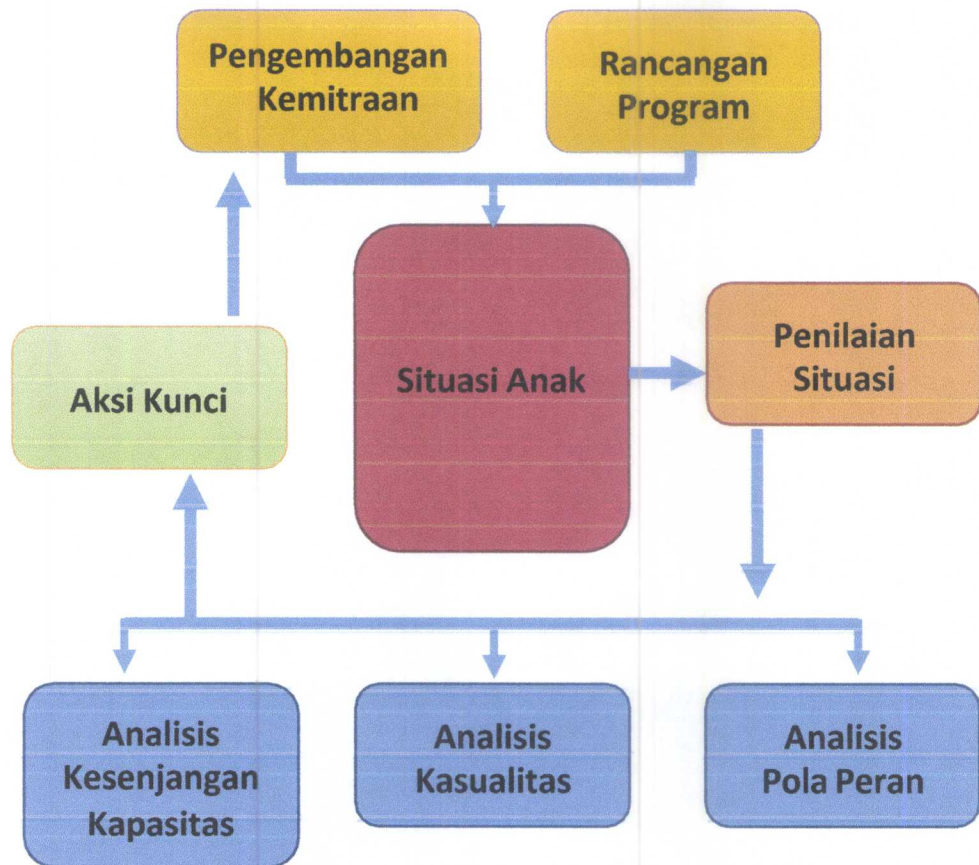 Pengembangan
Kemitraan
Rancangan
Program
Situasi Anak
Penilaian
Situasi
Aksi Kunci
Analisis
Kesenjangan
Kapasitas
Analisis
Kasualitas
Analisis
Pola Peran